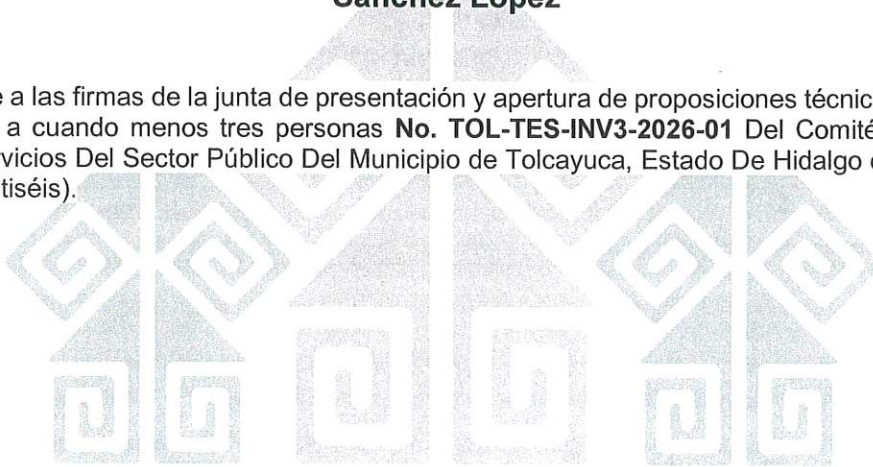 Sánchez López
e a las firmas de la junta de presentación y apertura de proposiciones técnic
a cuando menos tres personas No. TOL-TES-INV3-2026-01 Del Comité
rvicios Del Sector Público Del Municipio de Tolcayuca, Estado De Hidalgo
tiséis).